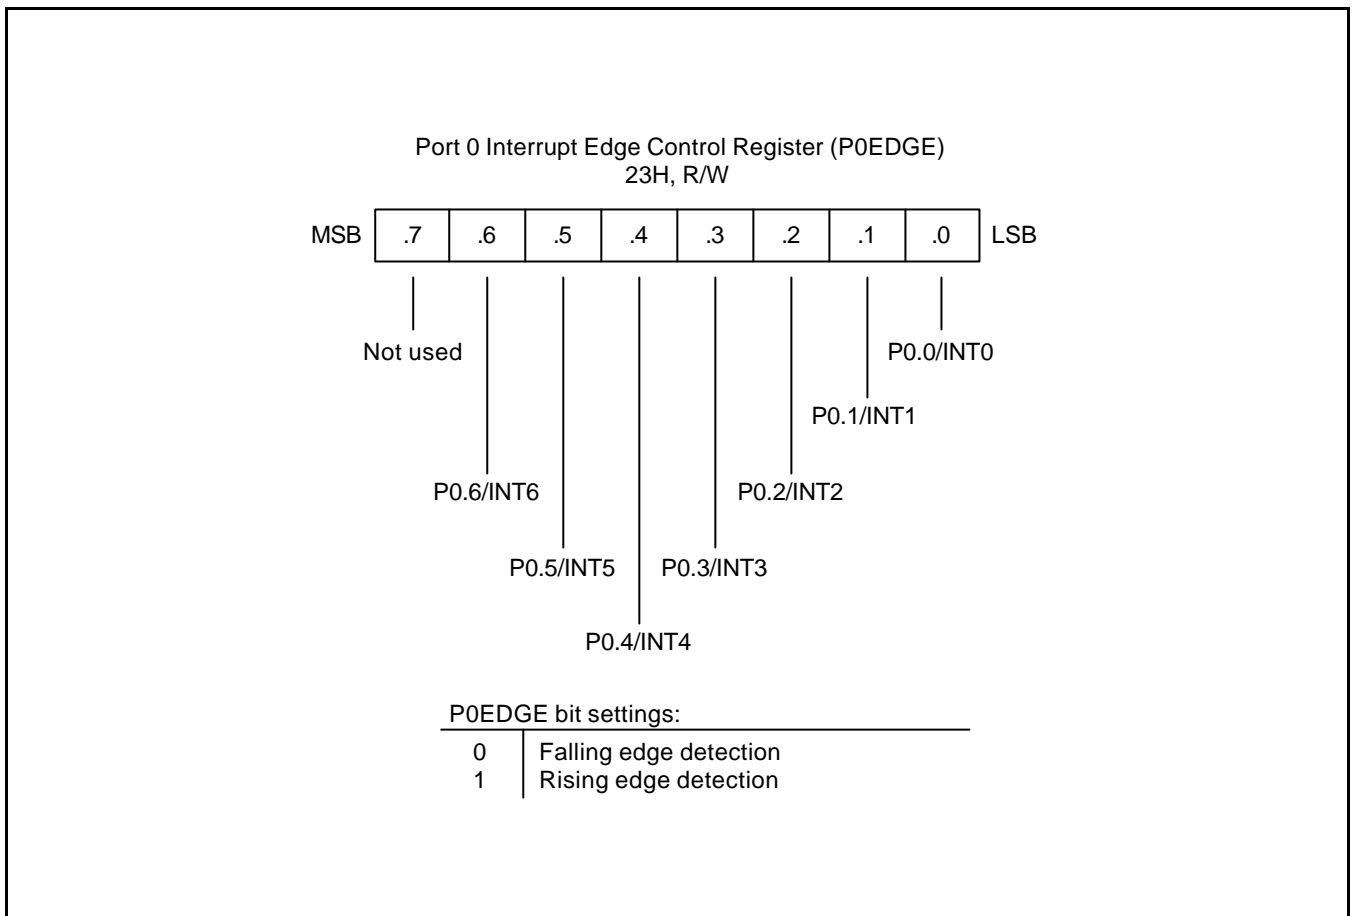 Port 0 Interrupt Edge Control Register (P0EDGE)
23H, R/W
MSB .7 .6 .5 .4 .3 .2 .1 .0 LSB
Not used P0.0/INT0
P0.1/INT1
P0.6/INT6 P0.2/INT2
P0.5/INT5 P0.3/INT3
P0.4/INT4
P0EDGE bit settings:
0 Falling edge detection
1 Rising edge detection